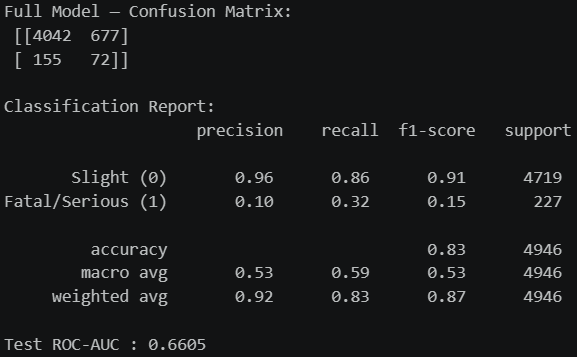 Full Model — Confusion Matrix:
[[4042 677]
[ 155 72]]
Classification Report:
precision recall f1-score support
Slight (0) 0.96 0.86 0.91 4719
Fatal/Serious (1) 0.10 0.32 0.15 227
accuracy 0.83 4946
macro avg 0.53 0.59 0.53 4946
weighted avg 0.92 0.83 0.87 4946
Test ROC-AUC : 0.6605